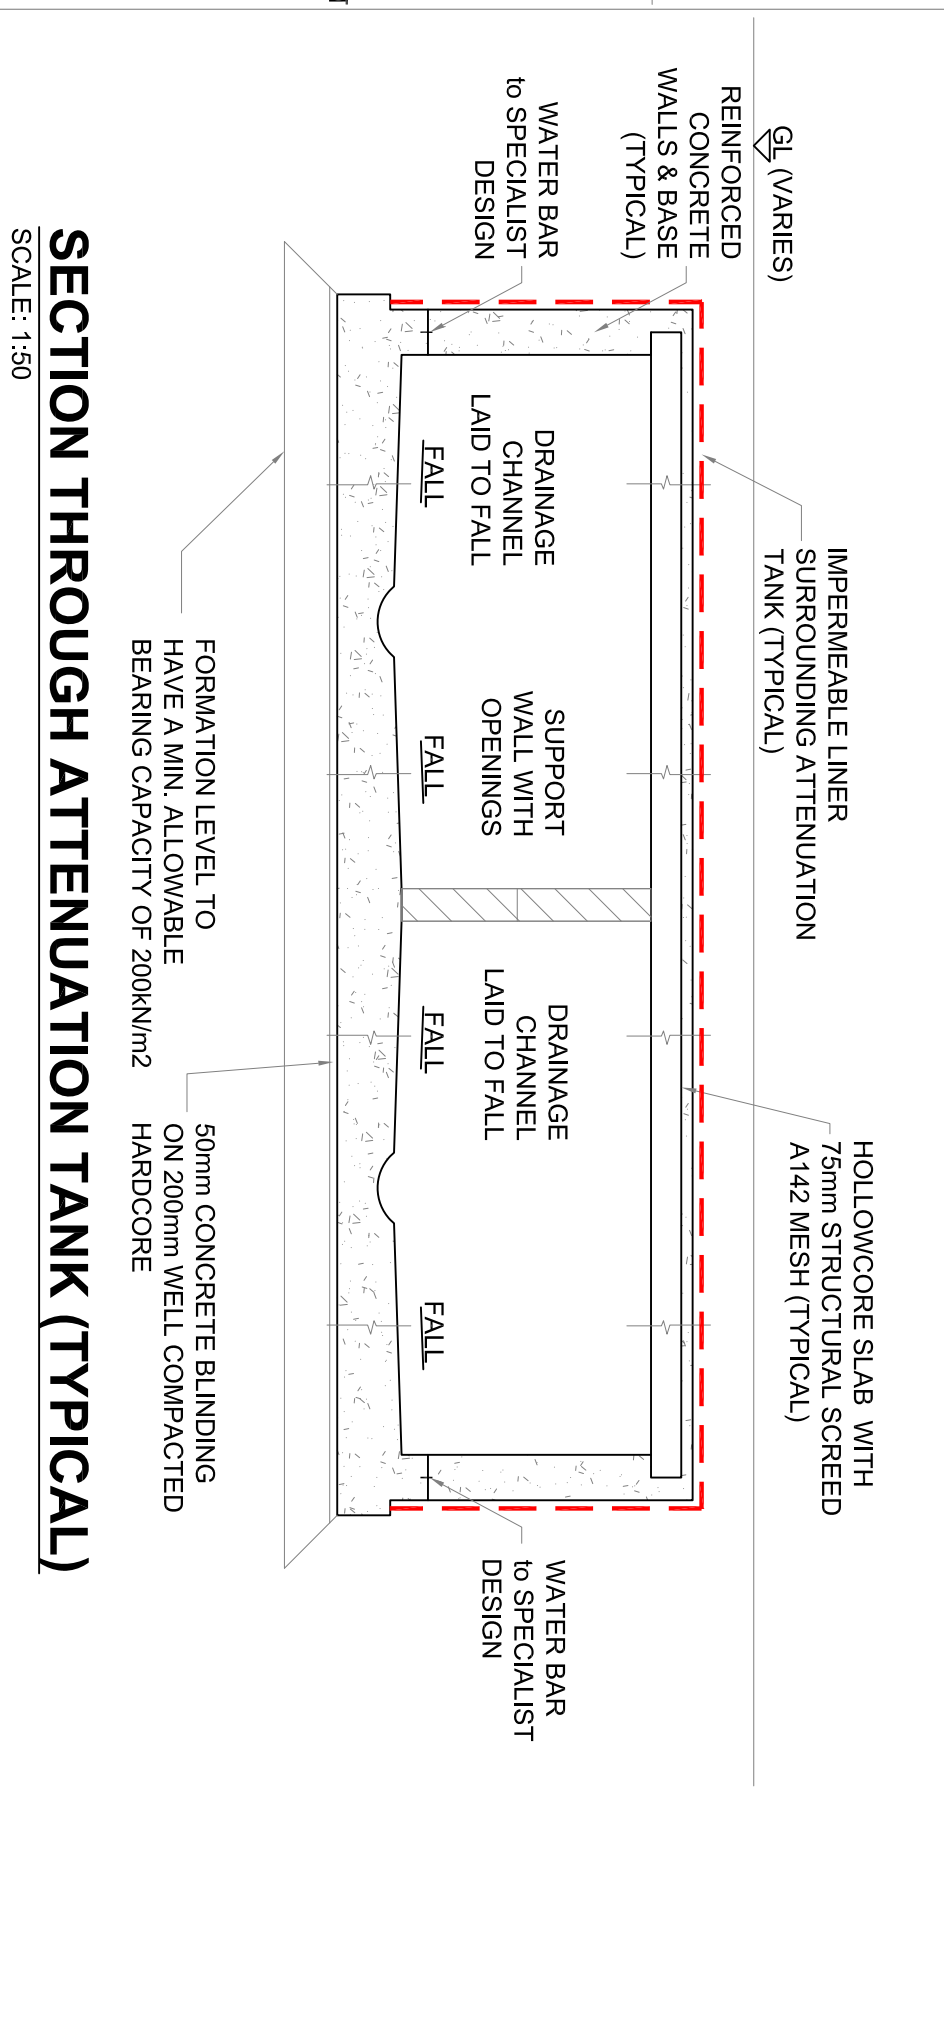 GL (VARIES)
REINFORCED
CONCRETE
WALLS & BASE
(TYPICAL)
WATER BAR
to SPECIALIST
DESIGN
IMPERMEABLE LINER
SURROUNDING ATTENUATION
TANK (TYPICAL)
HOLLOWCORE SLAB WITH
75mm STRUCTURAL SCREED
A142 MESH (TYPICAL)
DRAINAGE
CHANNEL
LAID TO FALL
FALL
SUPPORT
WALL WITH
OPENINGS
FALL
DRAINAGE
CHANNEL
LAID TO FALL
FALL
FALL
WATER BAR
to SPECIALIST
DESIGN
FORMATION LEVEL TO
HAVE A MIN. ALLOWABLE
BEARING CAPACITY OF 200kN/m2
50mm CONCRETE BLINDING
ON 200mm WELL COMPACTED
HARDCORE
SECTION THROUGH ATTENUATION TANK (TYPICAL)
SCALE: 1:50